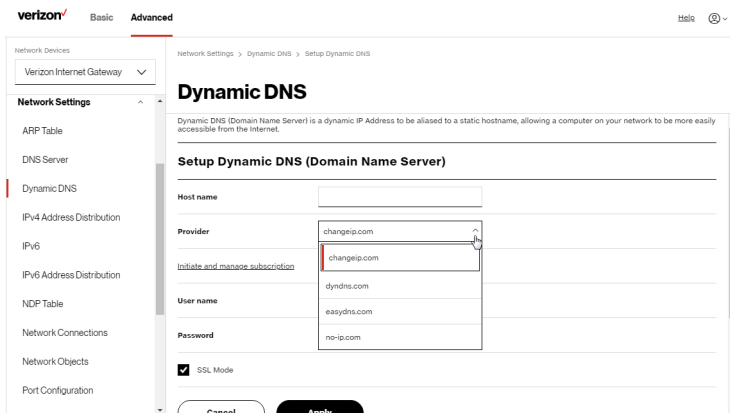 verizon✓
Basic
Advanced
Help
Network Devices
Verizon Internet Gateway
Network Settings
ARP Table
DNS Server
Dynamic DNS
IPv4 Address Distribution
IPv6
IPv6 Address Distribution
NDP Table
Network Connections
Network Objects
Port Configuration
Network Settings > Dynamic DNS > Setup Dynamic DNS
Dynamic DNS
Dynamic DNS (Domain Name Server) is a dynamic IP Address to be aliased to a static hostname, allowing a computer on your network to be more easily
accessible from the Internet.
Setup Dynamic DNS (Domain Name Server)
Host name
Provider
changeip.com
changeip.com
dyndns.com
easydns.com
no-ip.com
Initiate and manage subscription
User name
Password
SSL Mode
Cancel
Apply